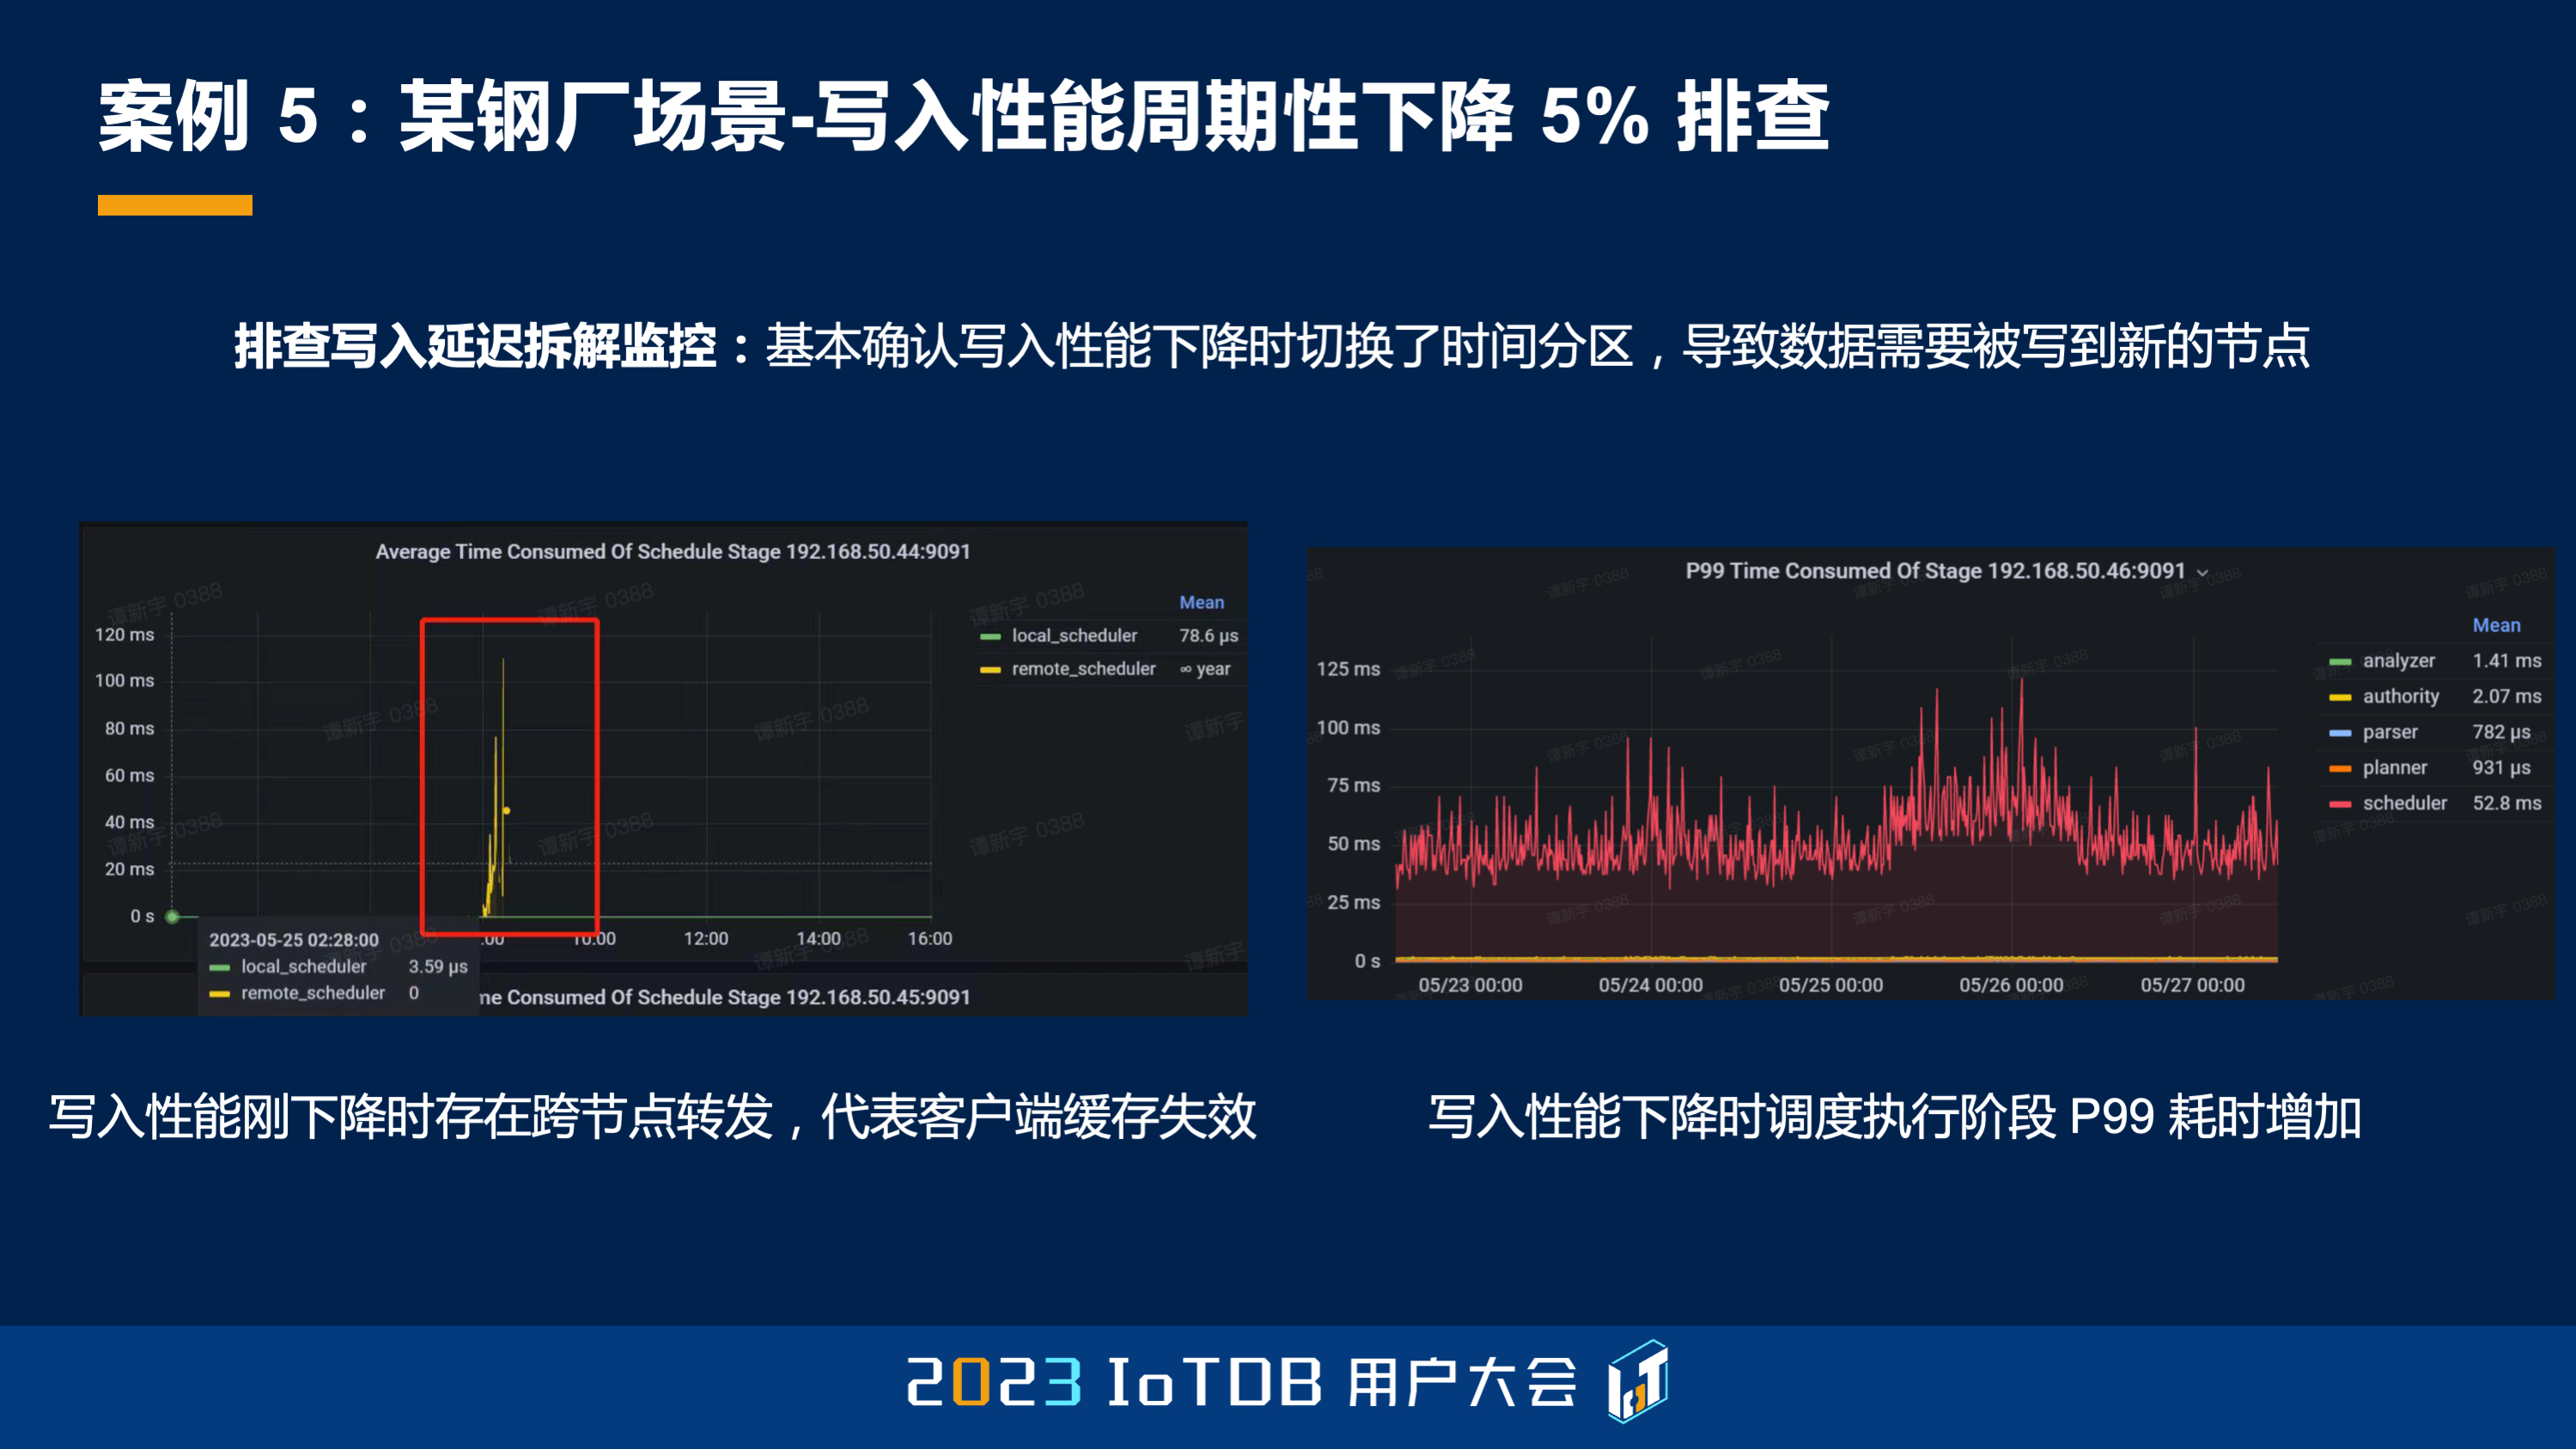 案例 5：某钢厂场景-写入性能周期性下降 5% 排查
排查写入延迟拆解监控：基本确认写入性能下降时切换了时间分区，导致数据需要被写到新的节点
Average Time Consumed Of Schedule Stage 192.168.50.44:9091
Mean
local_scheduler 78.6 µs
remote_scheduler ∞ year
120 ms
100 ms
80 ms
60 ms
40 ms
20 ms
0 s
:00 10:00 12:00 14:00 16:00
2023-05-25 02:28:00
local_scheduler 3.59 µs
remote_scheduler 0
me Consumed Of Schedule Stage 192.168.50.45:9091
谭新宇 0388
P99 Time Consumed Of Stage 192.168.50.46:9091
Mean
analyzer 1.41 ms
authority 2.07 ms
parser 782 µs
planner 931 µs
scheduler 52.8 ms
125 ms
100 ms
75 ms
50 ms
25 ms
0 s
05/23 00:00 05/24 00:00 05/25 00:00 05/26 00:00 05/27 00:00
谭新宇 0388
写入性能刚下降时存在跨节点转发，代表客户端缓存失效
写入性能下降时调度执行阶段 P99 耗时增加
2023 IoTDB 用户大会